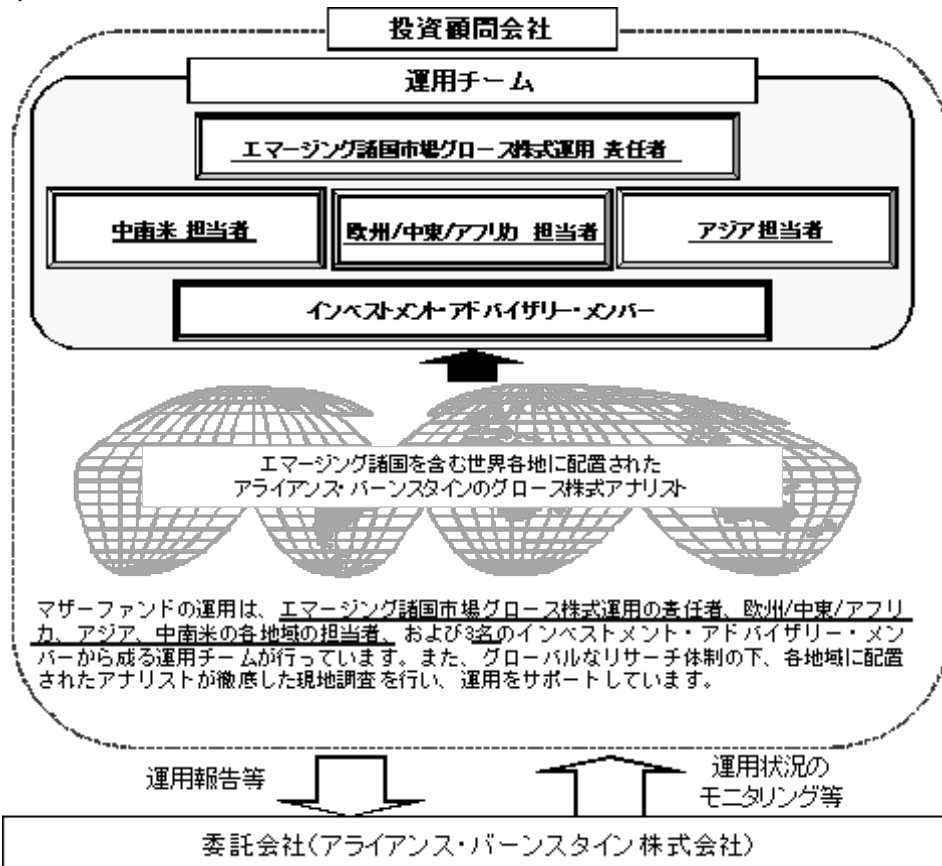 投資顧問会社
運用チーム
エマージング諸国市場グロース株式運用 責任者
中南米 担当者
欧州/中東/アフリカ 担当者
アジア担当者
インベストメント・アドバイザリー・メンバー
エマージング諸国を含む世界各地に配置された
アライアンス・バーンスタインのグロース株式アナリスト
マザーファンドの運用は、エマージング諸国市場グロース株式運用の責任者、欧州/中東/アフリ
カ、アジア、中南米の各地域の担当者、および3名のインベストメント・アドバイザリー・メン
バーから成る運用チームが行っています。また、グローバルなリサーチ体制の下、各地域に配置
されたアナリストが徹底した現地調査を行い、運用をサポートしています。
運用報告等
運用状況の
モニタリング等
委託会社(アライアンス・バーンスタイン株式会社)